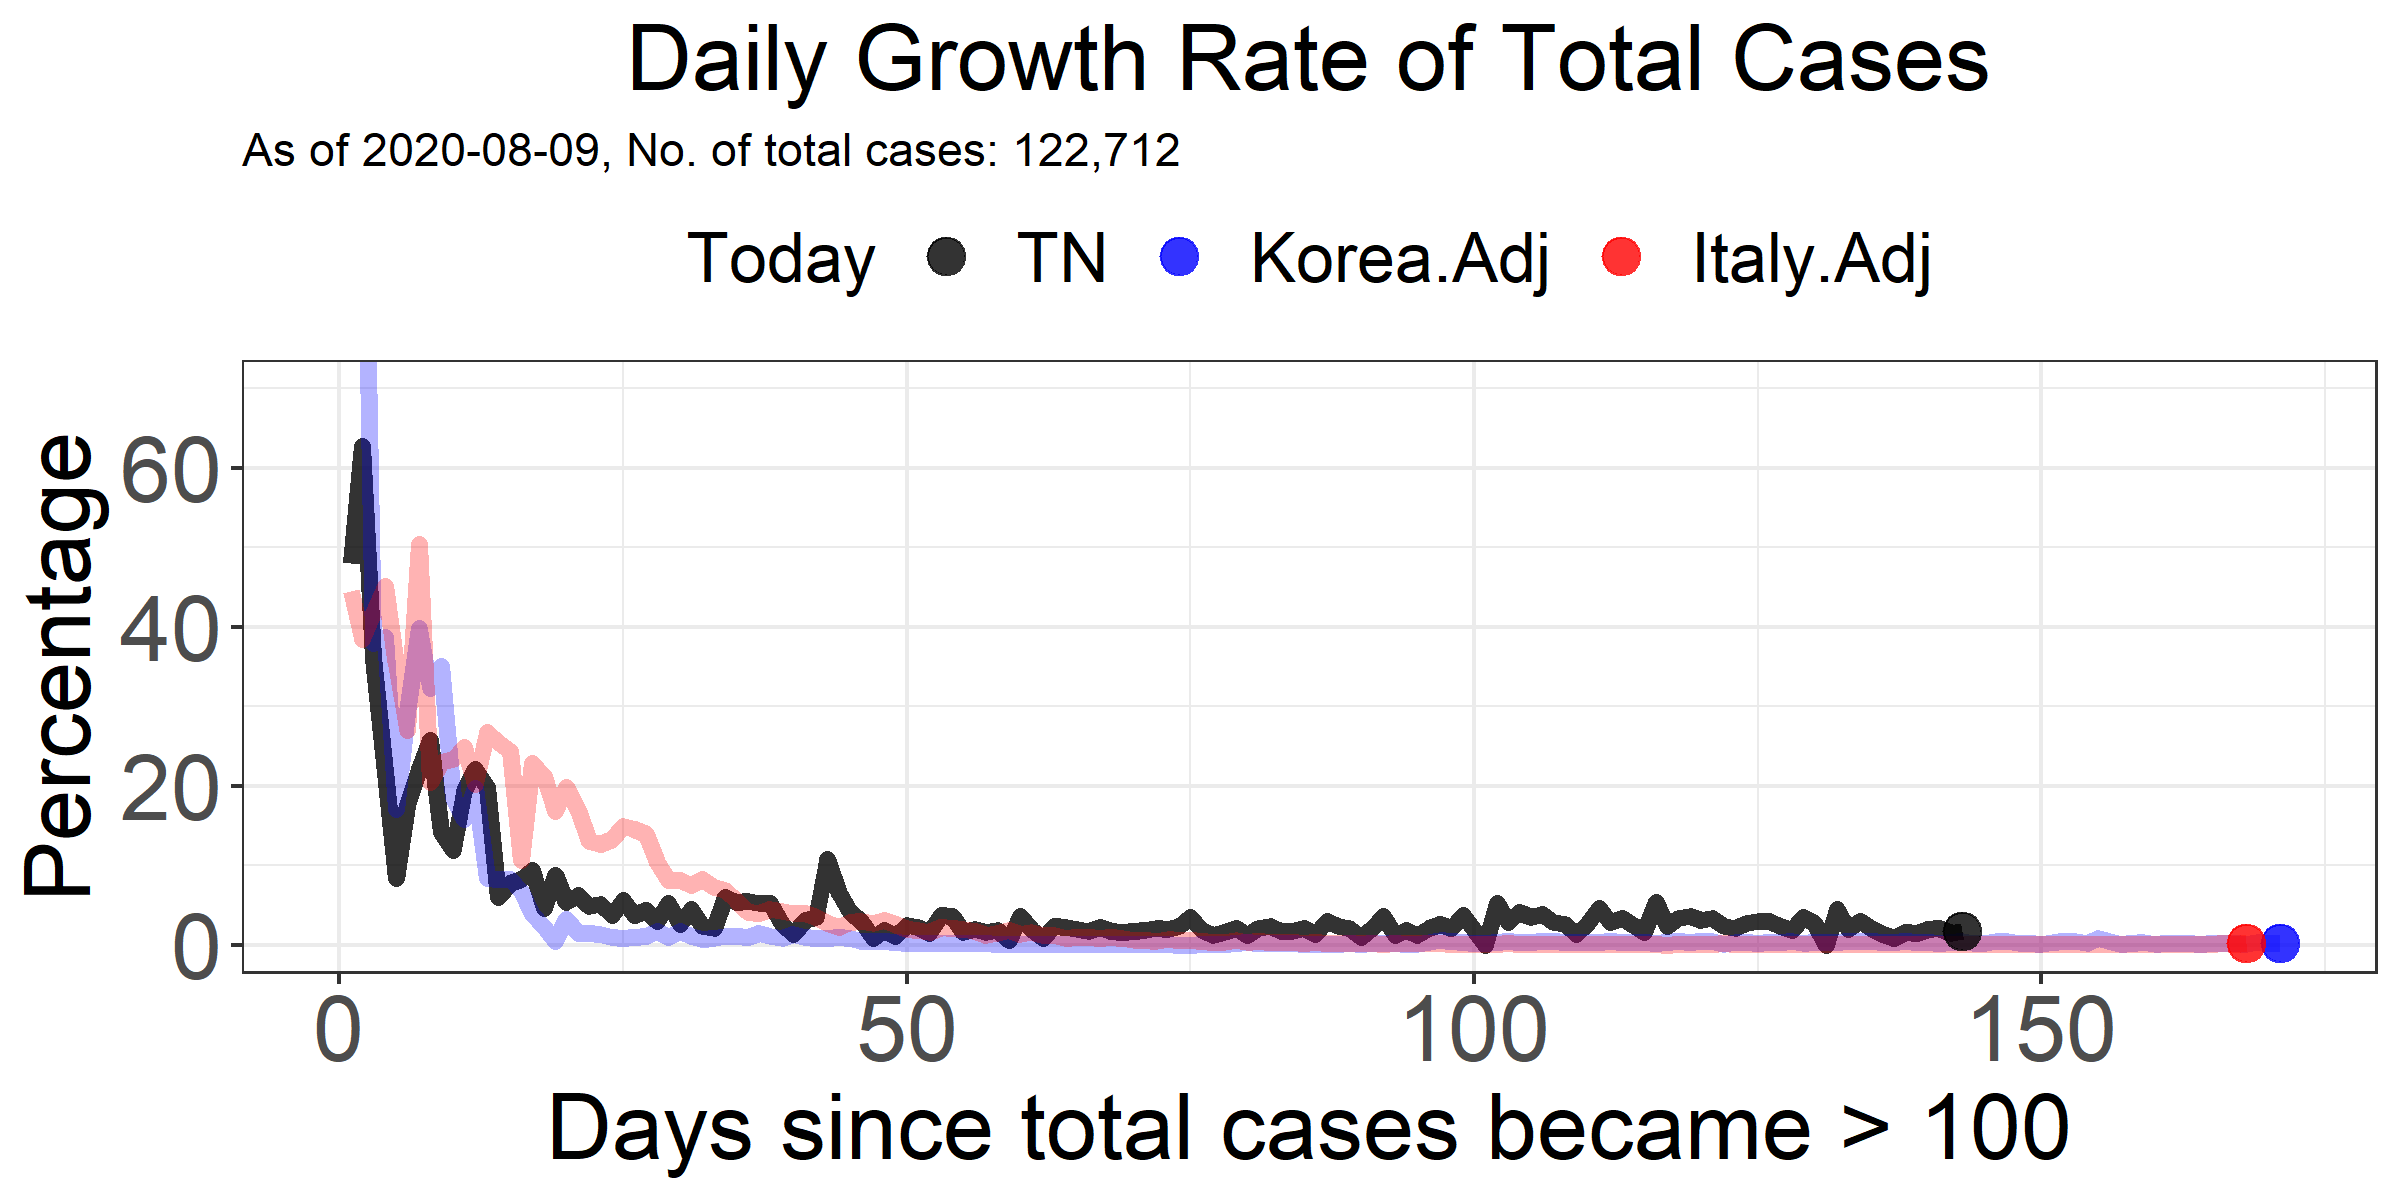 Daily Growth Rate of Total Cases
As of 2020-08-09, No. of total cases: 122,712
Today TN Korea.Adj Italy.Adj
Percentage
60
40
20
0
0 50 100 150
Days since total cases became > 100